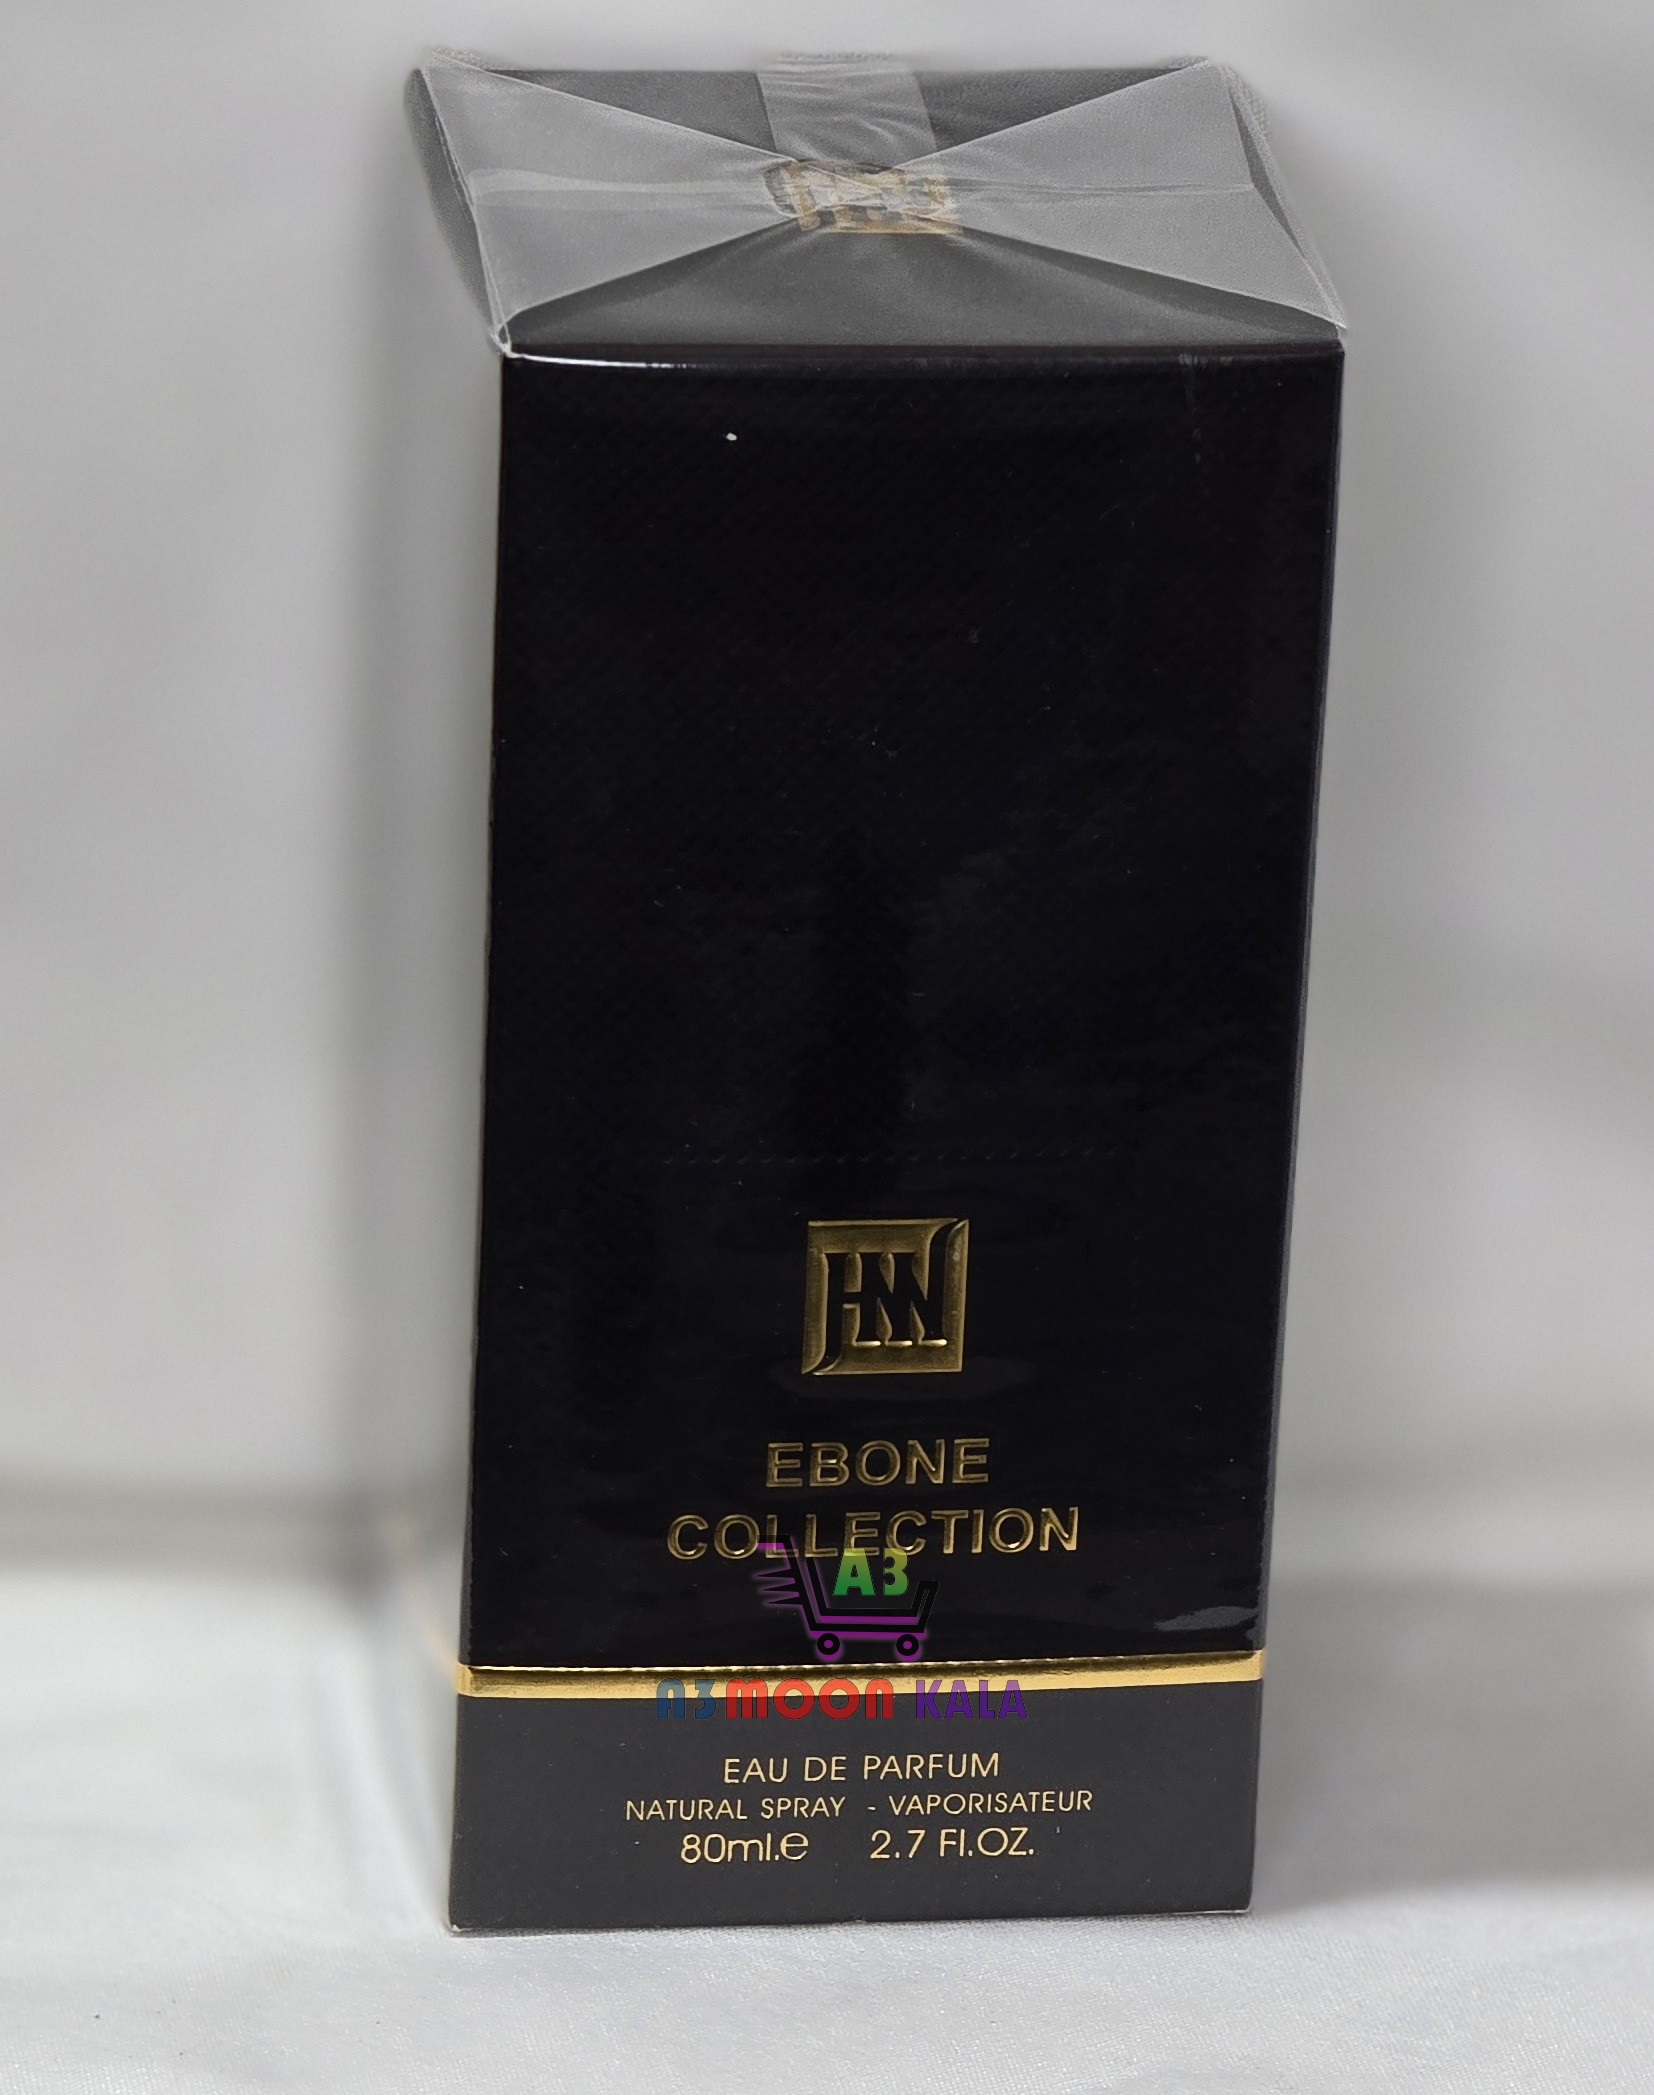 EBONE
COLLECTION
A3
A3MOON KALA
EAU DE PARFUM
NATURAL SPRAY - VAPORISATEUR
80ml.e 2.7 Fl.OZ.